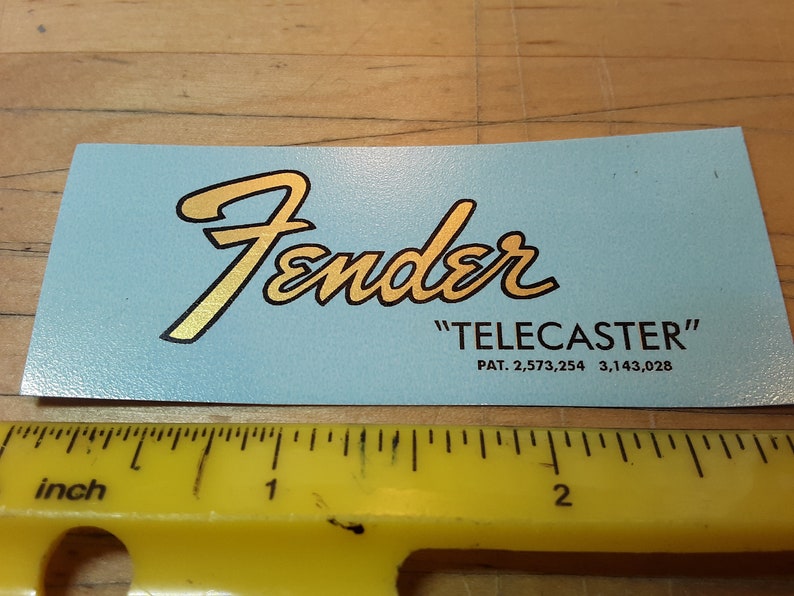 Fender
"TELECASTER"
PAT. 2,573,254 3,143,028
inch 1 2